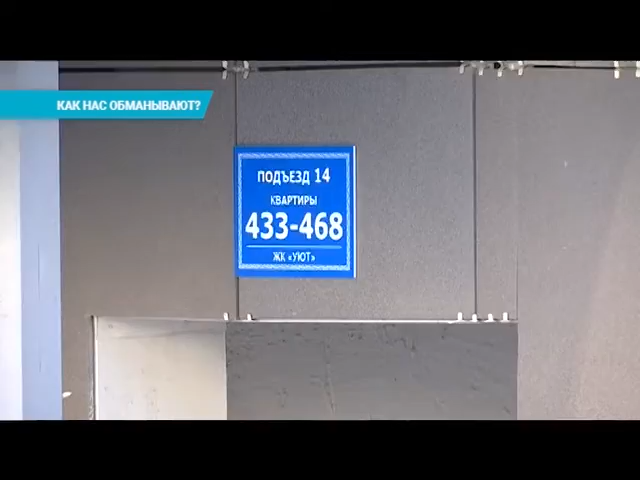 КАК НАС ОБМАНЫВАЮТ?
ПОДЪЕЗД 14
КВАРТИРЫ
433-468
ЖК «УЮТ»